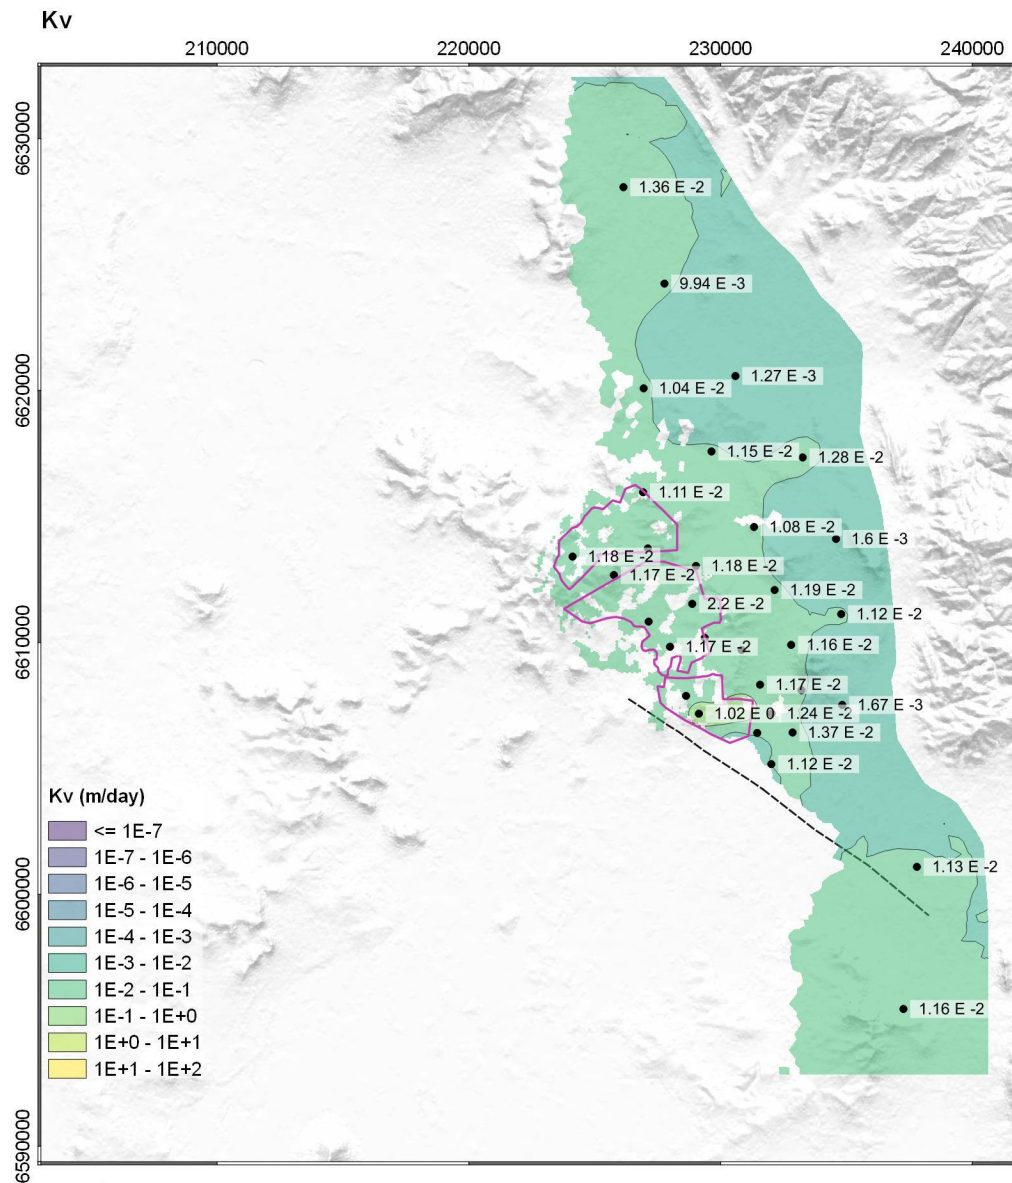 Kv
210000
220000
230000
240000
6630000
6620000
6610000
6600000
6590000
1.36 E -2
9.94 E -3
1.27 E -3
1.04 E -2
1.15 E -2
1.28 E -2
1.11 E -2
1.08 E -2
1.6 E -3
1.18 E -2
1.18 E -2
1.17 E -2
1.19 E -2
2.2 E -2
1.12 E -2
1.17 E -2
1.16 E -2
1.17 E -2
1.67 E -3
1.02 E 0
1.24 E -2
1.37 E -2
1.12 E -2
1.13 E -2
1.16 E -2
Kv (m/day)
<= 1E-7
1E-7 - 1E-6
1E-6 - 1E-5
1E-5 - 1E-4
1E-4 - 1E-3
1E-3 - 1E-2
1E-2 - 1E-1
1E-1 - 1E+0
1E+0 - 1E+1
1E+1 - 1E+2